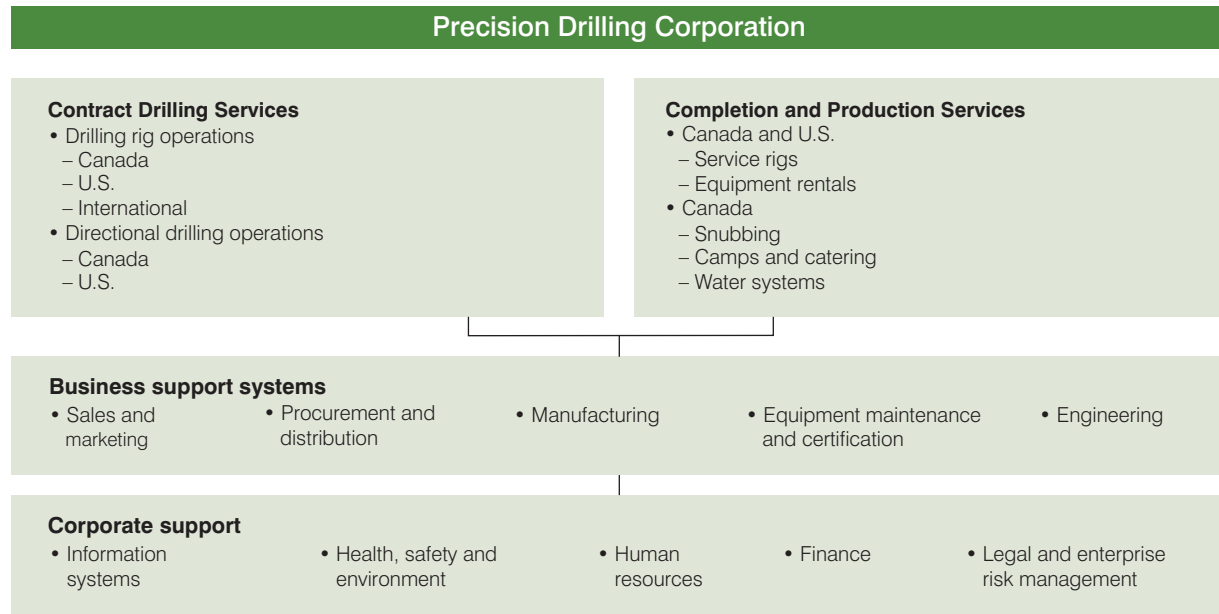 Precision Drilling Corporation
Contract Drilling Services
• Drilling rig operations
– Canada
– U.S.
– International
• Directional drilling operations
– Canada
– U.S.
Completion and Production Services
• Canada and U.S.
– Service rigs
– Equipment rentals
• Canada
– Snubbing
– Camps and catering
– Water systems
Business support systems
• Sales and
marketing
• Procurement and
distribution
• Manufacturing
• Equipment maintenance
and certification
• Engineering
Corporate support
• Information
systems
• Health, safety and
environment
• Human
resources
• Finance
• Legal and enterprise
risk management